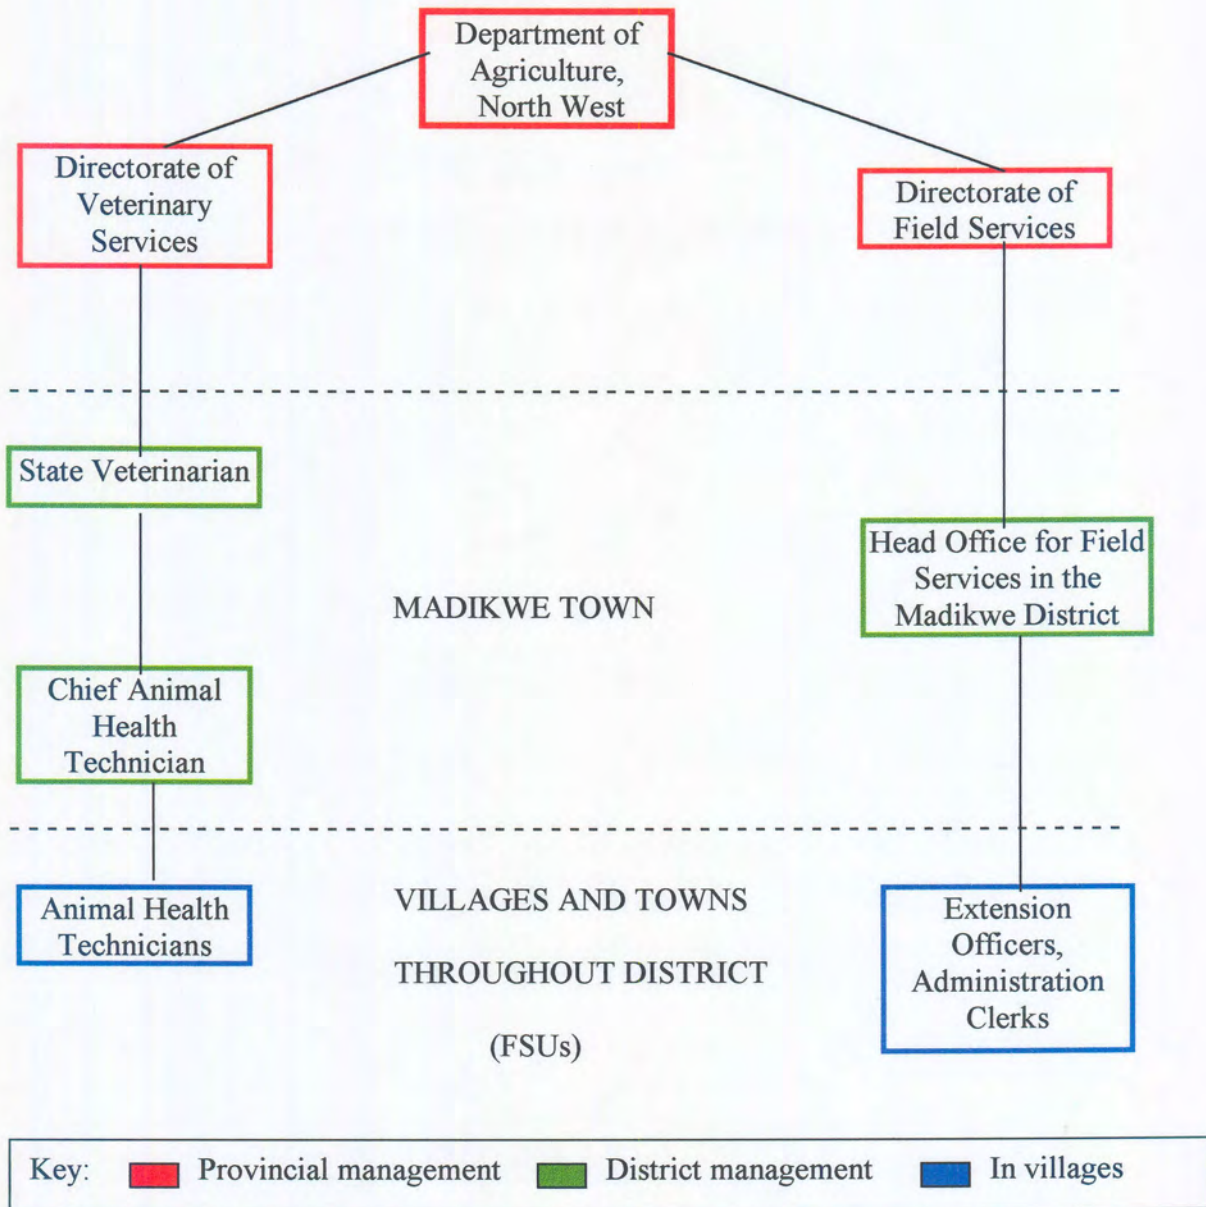 Department of
Agriculture,
North West
Directorate of
Veterinary
Services
Directorate of
Field Services
State Veterinarian
Head Office for Field
Services in the
Madikwe District
MADIKWE TOWN
Chief Animal
Health
Technician
Animal Health
Technicians
VILLAGES AND TOWNS
THROUGHOUT DISTRICT
(FSUs)
Extension
Officers,
Administration
Clerks
Key: Provincial management District management In villages